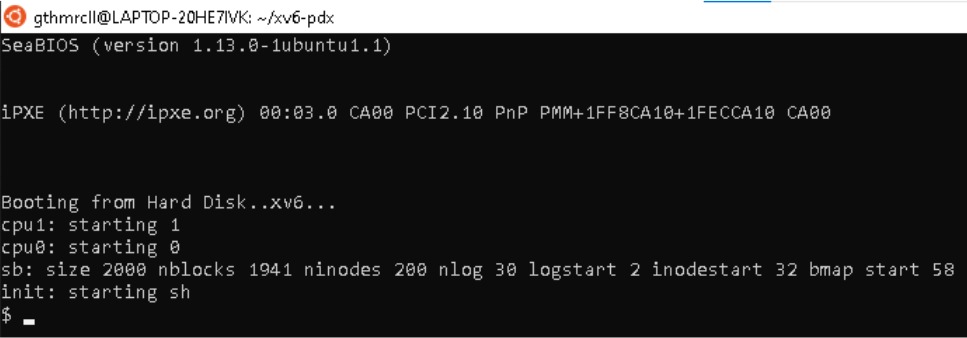 gthmrcll@LAPTOP-20HE7IVK: ~/xv6-pdx
SeaBIOS (version 1.13.0-1ubuntu1.1)
iPXE (http://ipxe.org) 00:03.0 CA00 PCI2.10 PnP PMM+1FF8CA10+1FECCA10 CA00
Booting from Hard Disk..xv6...
cpu1: starting 1
cpu0: starting 0
sb: size 2000 nblocks 1941 ninodes 200 nlog 30 logstart 2 inodestart 32 bmap start 58
init: starting sh
$